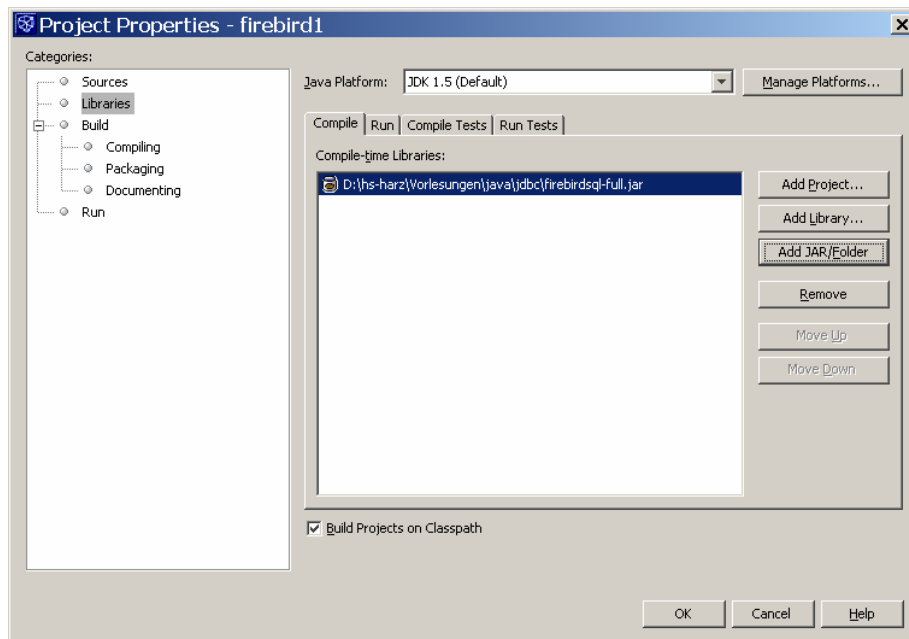 Project Properties - firebird1
Categories:
Sources
Libraries
Build
Compiling
Packaging
Documenting
Run
Java Platform: JDK 1.5 (Default) Manage Platforms...
Compile Run Compile Tests Run Tests
Compile-time Libraries:
D:\hs-harz\Vorlesungen\java\jdbc\firebirdsql-full.jar
Add Project...
Add Library...
Add JAR/Folder
Remove
Move Up
Move Down
Build Projects on Classpath
OK Cancel Help